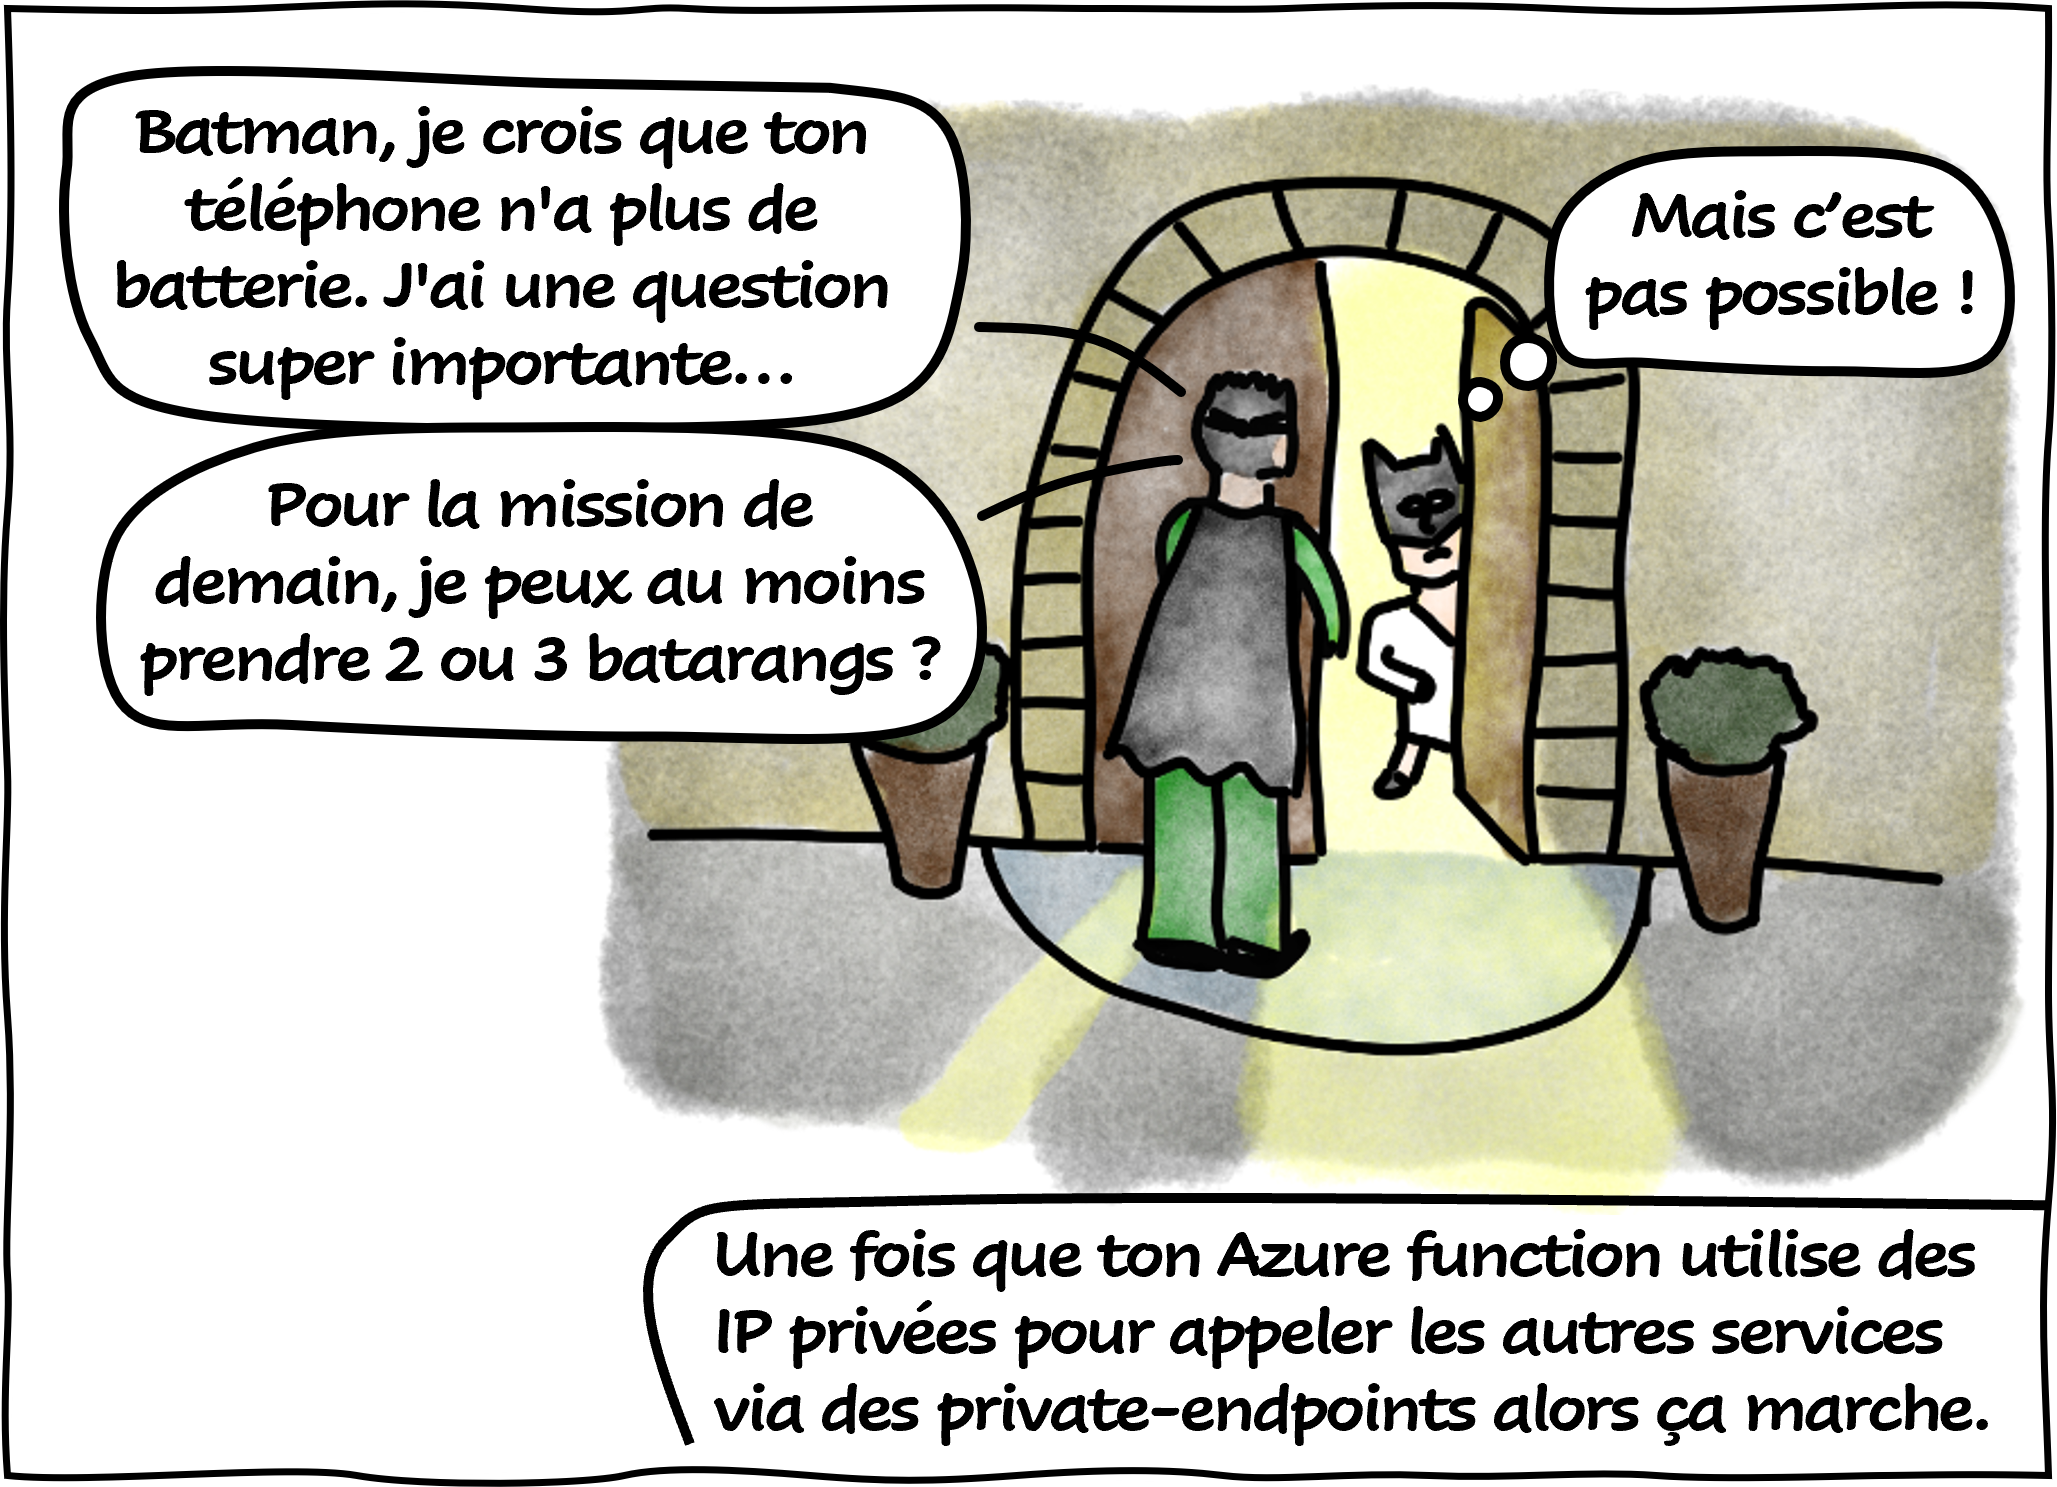 Batman, je crois que ton
téléphone n'a plus de
batterie. J'ai une question
super importante...
Pour la mission de
demain, je peux au moins
prendre 2 ou 3 batarangs ?
Mais c’est
pas possible !
Une fois que ton Azure function utilise des
IP privées pour appeler les autres services
via des private-endpoints alors ça marche.